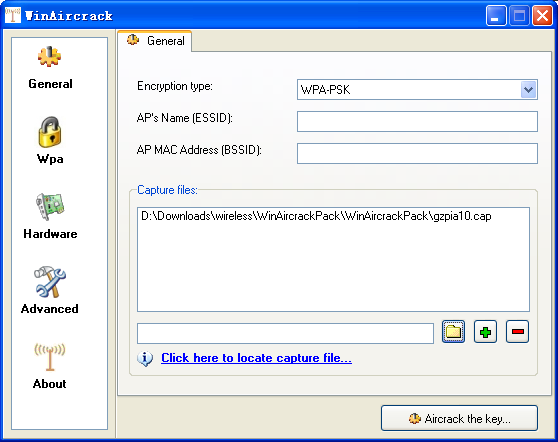 WinAircrack
General
Wpa
Hardware
Advanced
About
General
Encryption type:
WPA-PSK
AP's Name (ESSID):
AP MAC Address (BSSID):
Capture files:
D:\Downloads\wireless\WinAircrackPack\WinAircrackPack\gzpia10.cap
Click here to locate capture file...
Aircrack the key...